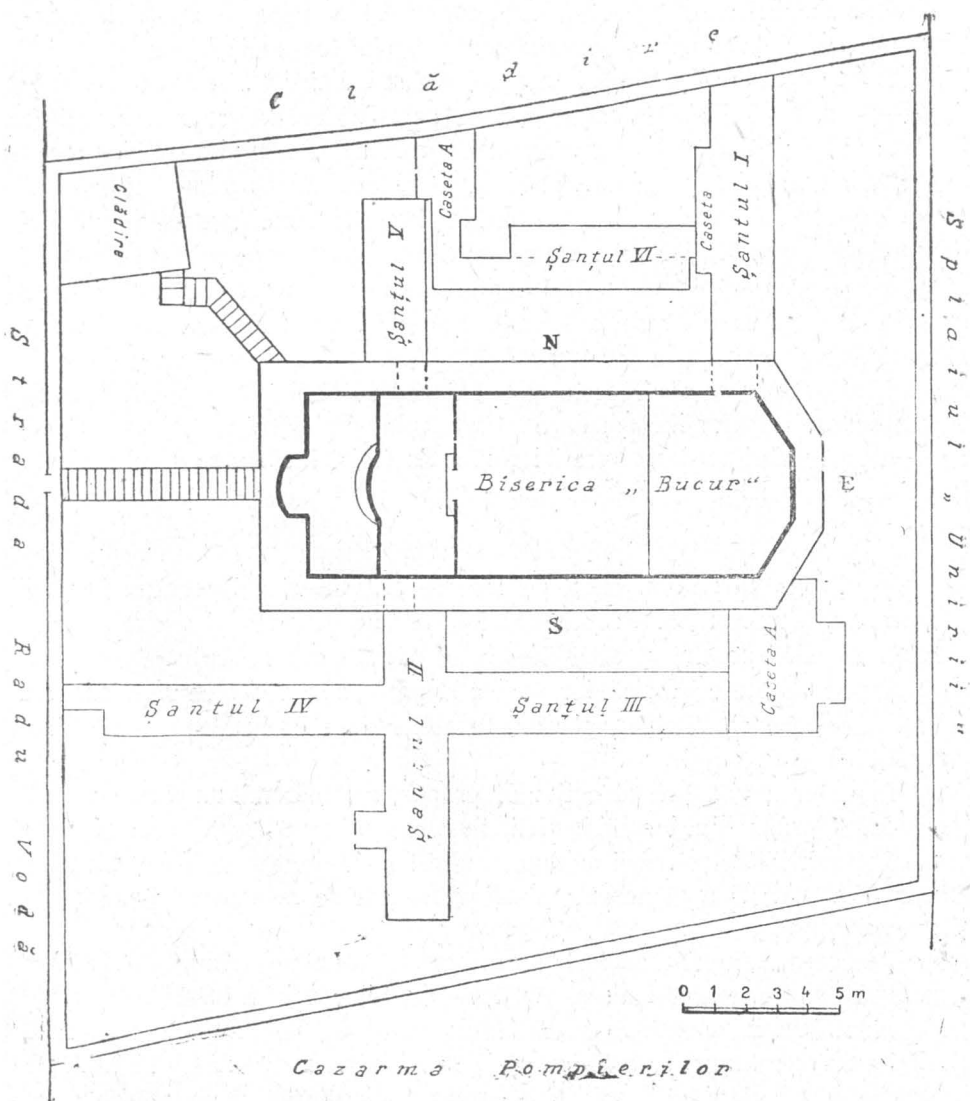 Clădire
Clădire
Caseta A
Caseta
Șanțul I
Șanțul V
Șanțul VI
Splaiului „Unirii"
Strada Radu Vodă
N
Biserica „Bucur“
E
S
Caseta A
Șanțul II
Șanțul IV
Șanțul III
0 1 2 3 4 5 m
Cazarma Pompierilor